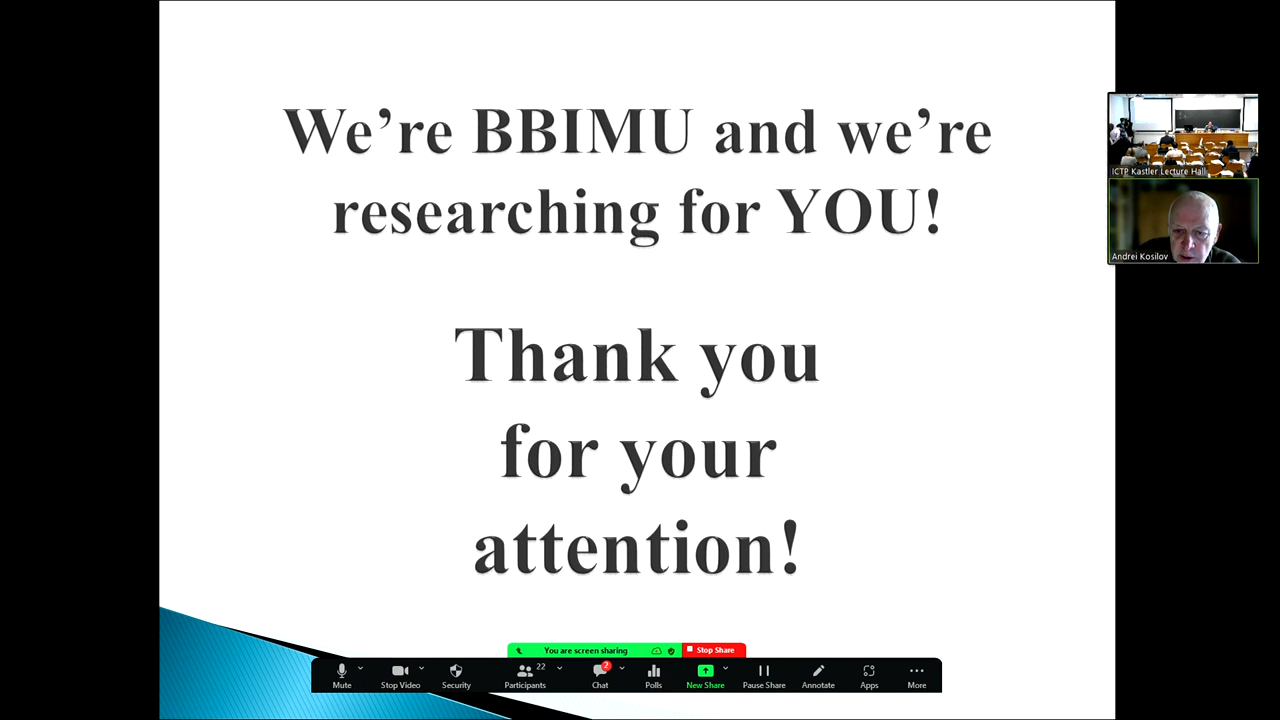 We're BBIMU and we're
researching for YOU!
Thank you
for your
attention!
ICTP Kastler Lecture Hall
Andrei Kosilov
You are screen sharing
Stop Share
Mute
Stop Video
Security
22
Participants
2
Chat
Polls
New Share
Pause Share
Annotate
Apps
More